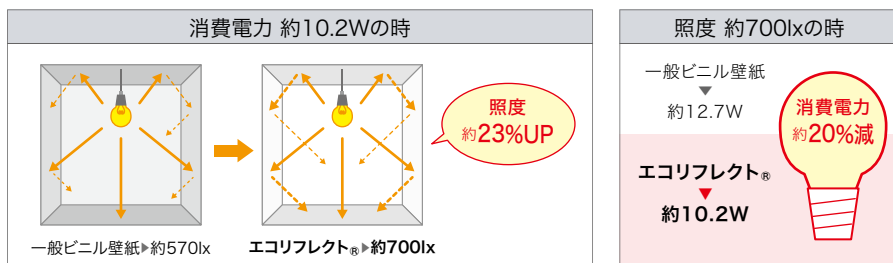 消費電力 約10.2Wの時
照度
約23%UP
一般ビニル壁紙▶約570lx
エコリフレクト®▶約700lx
照度 約700lxの時
一般ビニル壁紙
▼
約12.7W
エコリフレクト®
▼
約10.2W
消費電力
約20%減